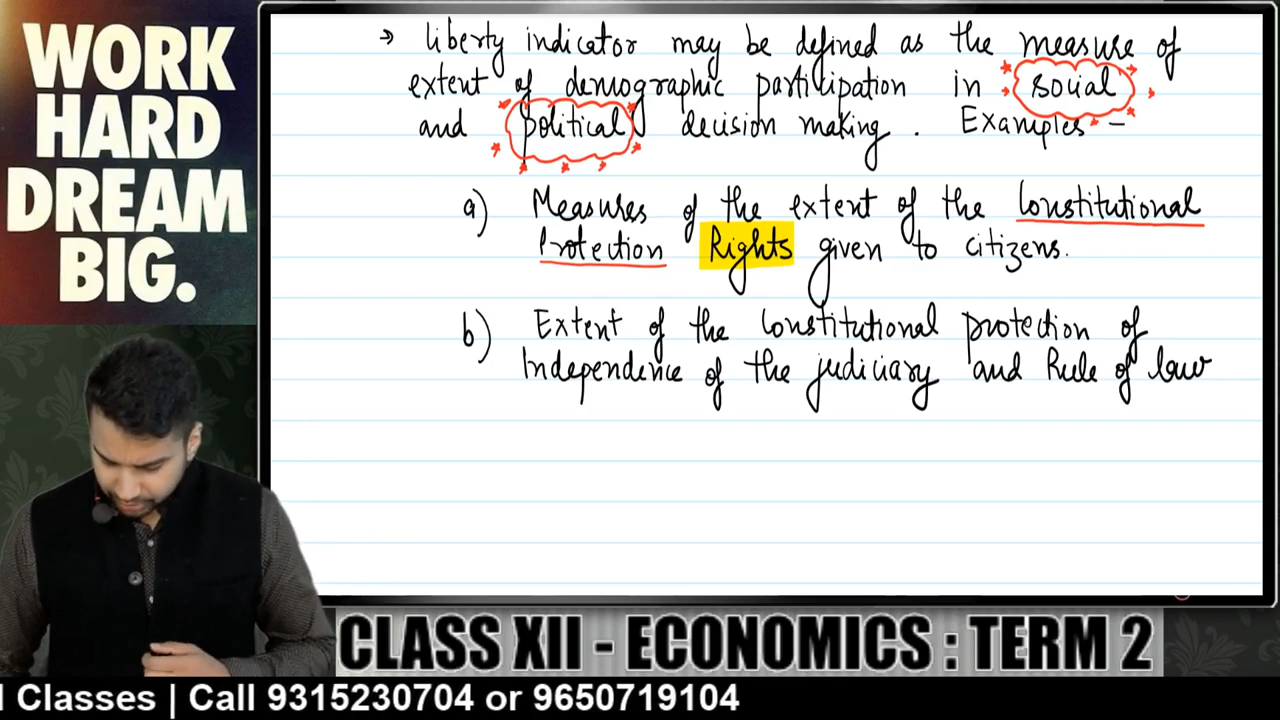 WORK
HARD
DREAM
BIG.
→ Liberty indicator may be defined as the measure of
extent of demographic participation in social
and political decision making. Examples –
a) Measures of the extent of the Constitutional
Protection Rights given to citizens.
b) Extent of the Constitutional protection of
Independence of the judiciary and Rule of law
CLASS XII - ECONOMICS : TERM 2
l Classes | Call 9315230704 or 9650719104